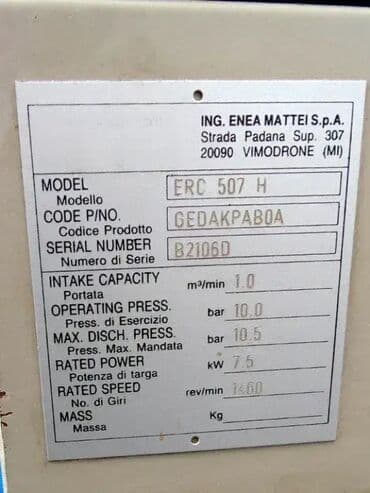 ING. ENEA MATTEI S.p.A.
Strada Padana Sup. 307
20090 VIMODRONE (MI)
MODEL ERC 507 H
Modello
CODE P/NO. GEDAKPAB0A
Codice Prodotto
SERIAL NUMBER B2106D
Numero di Serie
INTAKE CAPACITY m³/min 1.0
Portata
OPERATING PRESS. bar 10.0
Press. di Esercizio
MAX. DISCH. PRESS. bar 10.5
Press. Max. Mandata
RATED POWER kW 7.5
Potenza di targa
RATED SPEED rev/min
No. di Giri
MASS Kg
Massa